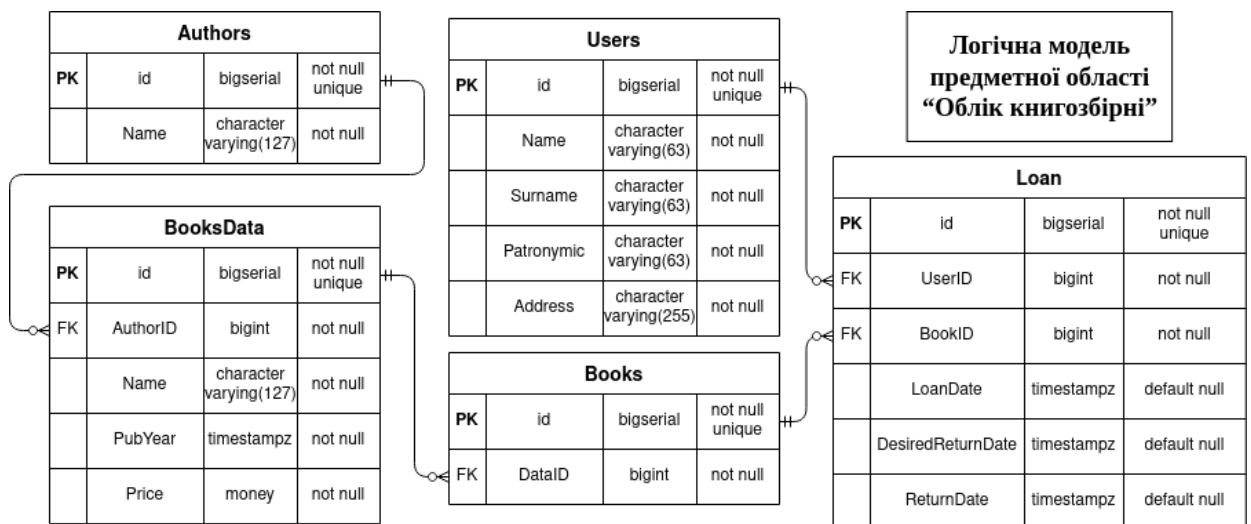 Authors
PK id bigserial not null
unique
Name character
varying(127) not null
BooksData
PK id bigserial not null
unique
FK AuthorID bigint not null
Name character
varying(127) not null
PubYear timestampz not null
Price money not null
Users
PK id bigserial not null
unique
Name character
varying(63) not null
Surname character
varying(63) not null
Patronymic character
varying(63) not null
Address character
varying(255) not null
Books
PK id bigserial not null
unique
FK DataID bigint not null
Логічна модель
предметної області
“Облік книгозбірні”
Loan
PK id bigserial not null
unique
FK UserID bigint not null
FK BookID bigint not null
LoanDate timestampz default null
DesiredReturnDate timestampz default null
ReturnDate timestampz default null